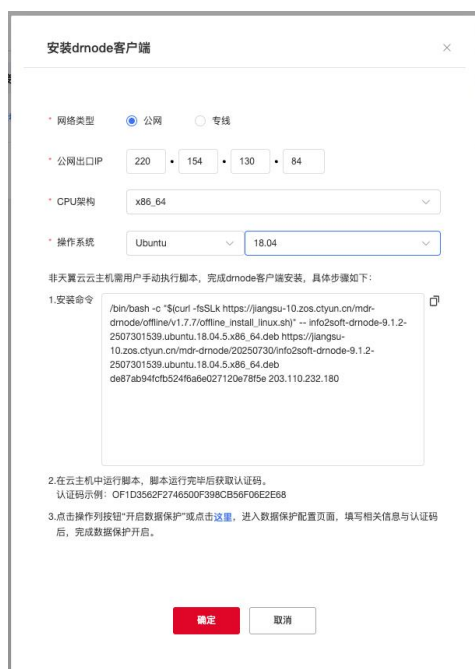 安装drnode客户端
* 网络类型 公网 专线
* 公网出口IP 220 • 154 • 130 • 84
* CPU架构 x86_64
* 操作系统 Ubuntu 18.04
非天翼云云主机需用户手动执行脚本，完成drnode客户端安装，具体步骤如下：
1.安装命令
/bin/bash -c "$(curl -fsSLk https://jiangsu-10.zos.ctyun.cn/mdr-
drnode/offline/v1.7.7/offline_install_linux.sh)" -- info2soft-drnode-9.1.2-
2507301539.ubuntu.18.04.5.x86_64.deb https://jiangsu-
10.zos.ctyun.cn/mdr-drnode/20250730/info2soft-drnode-9.1.2-
2507301539.ubuntu.18.04.5.x86_64.deb
de87ab94fcfb524f6a6e027120e78f5e 203.110.232.180
2.在云主机中运行脚本，脚本运行完毕后获取认证码。
认证码示例：OF1D3562F2746500F398CB56F06E2E68
3.点击操作列按钮“开启数据保护”或点击这里，进入数据保护配置页面，填写相关信息与认证码
后，完成数据保护开启。
确定 取消